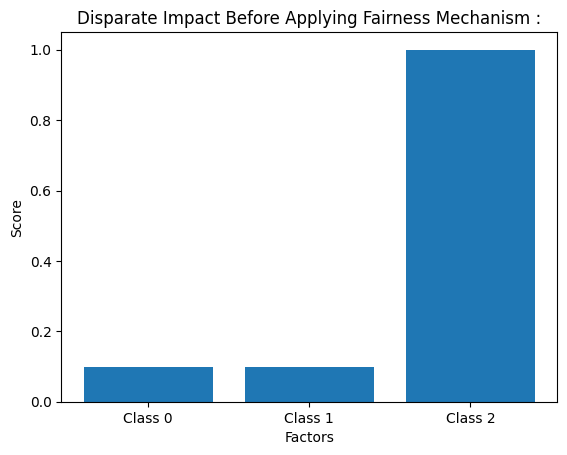 Disparate Impact Before Applying Fairness Mechanism :
1.0
0.8
0.6
0.4
0.2
0.0
Score
Class 0 Class 1 Class 2
Factors